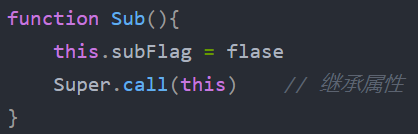 function Sub(){
    this.subFlag = flase
    Super.call(this)    // 继承属性
}